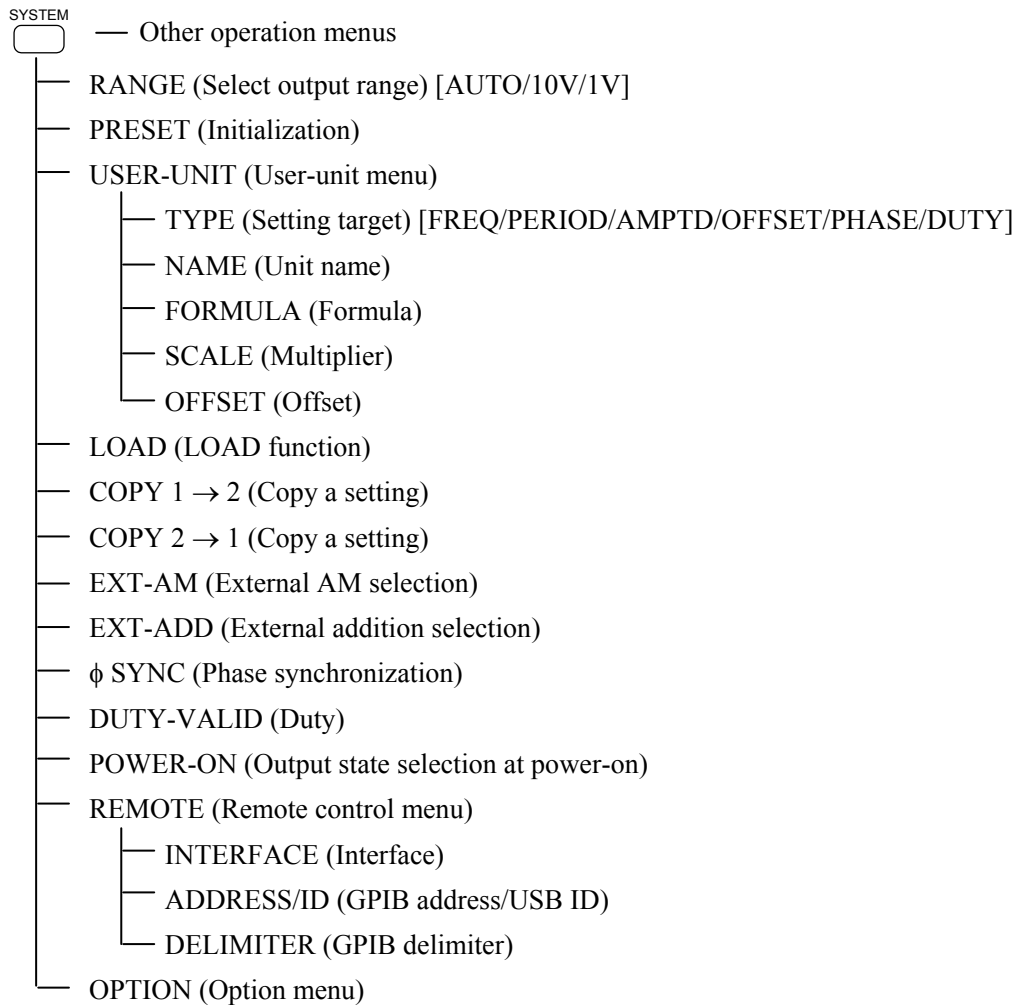 SYSTEM
Other operation menus
RANGE (Select output range) [AUTO/10V/1V]
PRESET (Initialization)
USER-UNIT (User-unit menu)
TYPE (Setting target) [FREQ/PERIOD/AMPTD/OFFSET/PHASE/DUTY]
NAME (Unit name)
FORMULA (Formula)
SCALE (Multiplier)
OFFSET (Offset)
LOAD (LOAD function)
COPY 1 → 2 (Copy a setting)
COPY 2 → 1 (Copy a setting)
EXT-AM (External AM selection)
EXT-ADD (External addition selection)
ϕ SYNC (Phase synchronization)
DUTY-VALID (Duty)
POWER-ON (Output state selection at power-on)
REMOTE (Remote control menu)
INTERFACE (Interface)
ADDRESS/ID (GPIB address/USB ID)
DELIMITER (GPIB delimiter)
OPTION (Option menu)